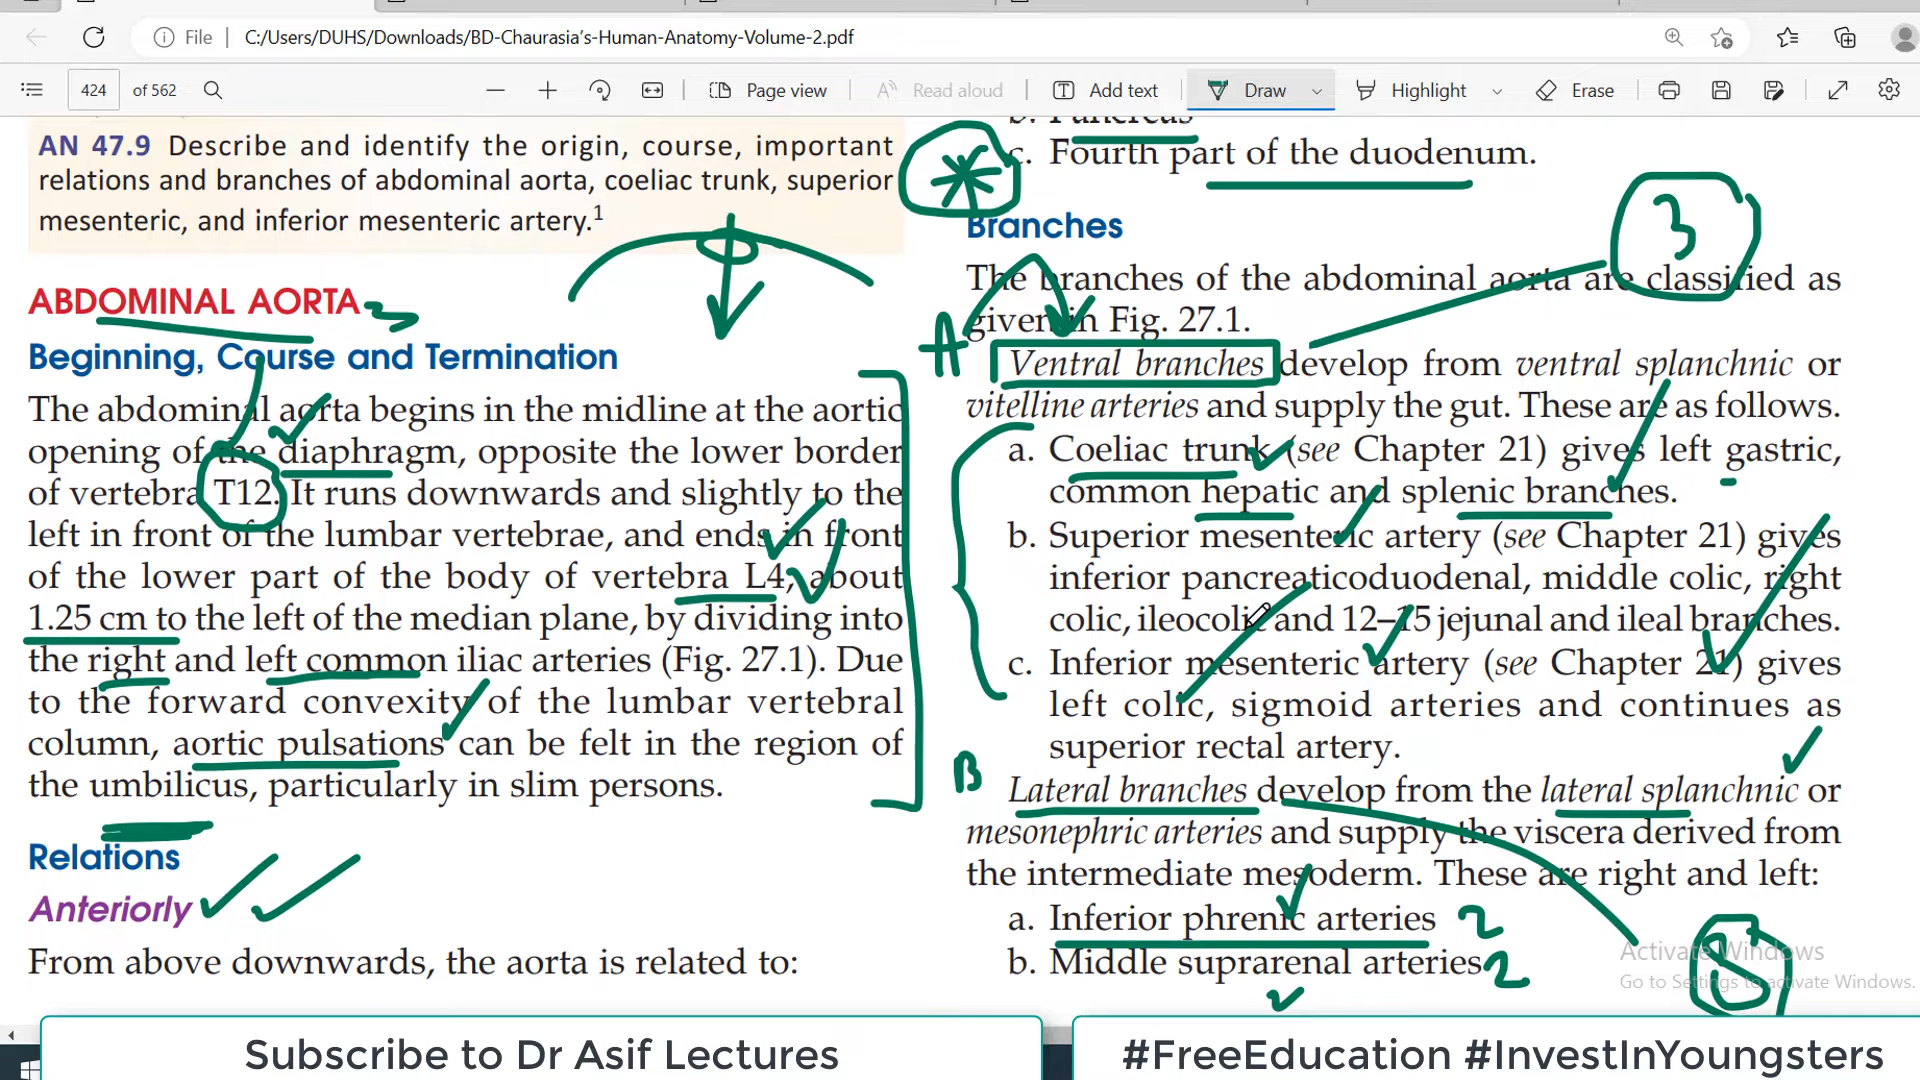 File
C:/Users/DUHS/Downloads/BD-Chaurasia's-Human-Anatomy-Volume-2.pdf
424 of 562
Page view
Read aloud
Add text
Draw
Highlight
Erase
AN 47.9 Describe and identify the origin, course, important
relations and branches of abdominal aorta, coeliac trunk, superior
mesenteric, and inferior mesenteric artery.1
ABDOMINAL AORTA
Beginning, Course and Termination
The abdominal aorta begins in the midline at the aortic
opening of the diaphragm, opposite the lower border
of vertebra T12. It runs downwards and slightly to the
left in front of the lumbar vertebrae, and ends in front
of the lower part of the body of vertebra L4, about
1.25 cm to the left of the median plane, by dividing into
the right and left common iliac arteries (Fig. 27.1). Due
to the forward convexity of the lumbar vertebral
column, aortic pulsations can be felt in the region of
the umbilicus, particularly in slim persons.
Relations
Anteriorly
From above downwards, the aorta is related to:
b. Pancreas
c. Fourth part of the duodenum.
3
Branches
The branches of the abdominal aorta are classified as
given in Fig. 27.1.
A
Ventral branches develop from ventral splanchnic or
vitelline arteries and supply the gut. These are as follows.
a. Coeliac trunk (see Chapter 21) gives left gastric,
common hepatic and splenic branches.
b. Superior mesenteric artery (see Chapter 21) gives
inferior pancreaticoduodenal, middle colic, right
colic, ileocolic and 12–15 jejunal and ileal branches.
c. Inferior mesenteric artery (see Chapter 21) gives
left colic, sigmoid arteries and continues as
superior rectal artery.
B
Lateral branches develop from the lateral splanchnic or
mesonephric arteries and supply the viscera derived from
the intermediate mesoderm. These are right and left:
a. Inferior phrenic arteries 2
b. Middle suprarenal arteries 2
Activate Windows
Go to Settings to activate Windows.
Subscribe to Dr Asif Lectures
#FreeEducation #InvestInYoungsters